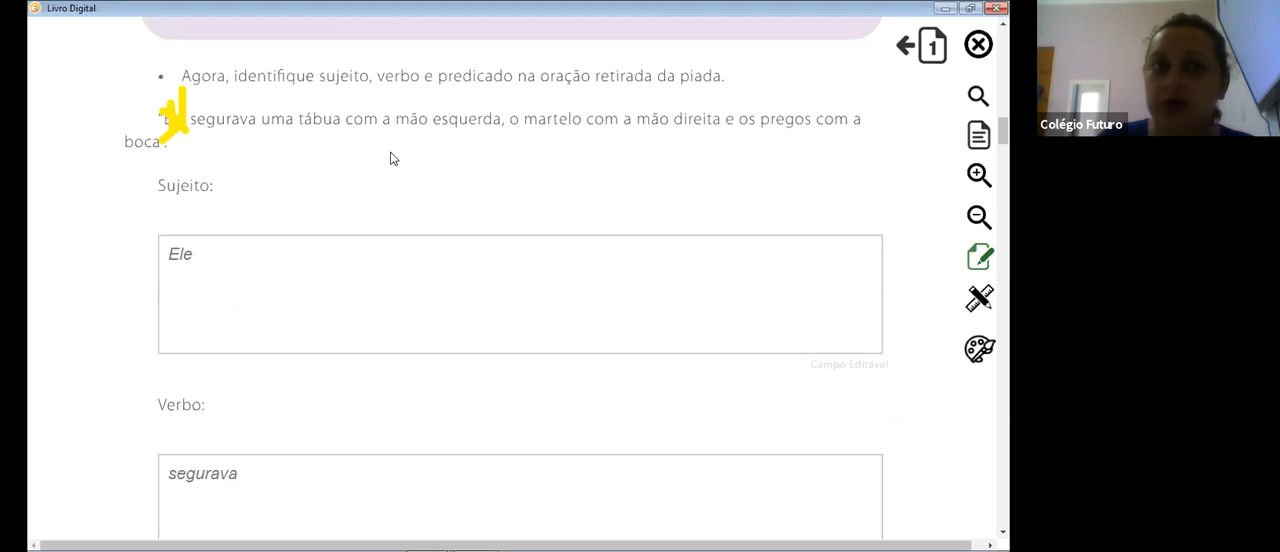 Livro Digital
1
• Agora, identifique sujeito, verbo e predicado na oração retirada da piada.
segurava uma tábua com a mão esquerda, o martelo com a mão direita e os pregos com a
boca".
Sujeito:
Ele
Campo Editável
Verbo:
segurava
Colégio Futuro